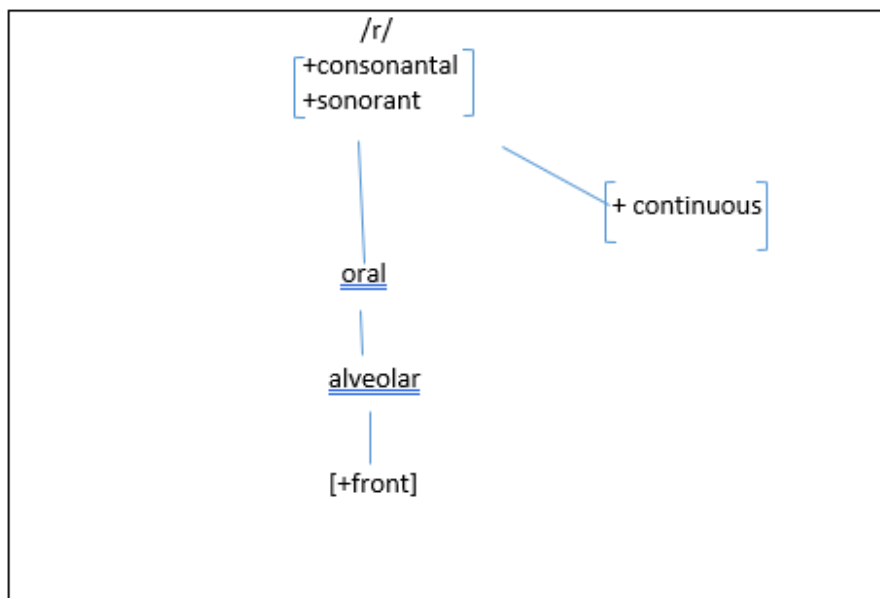 /r/
+consonantal
+sonorant
+ continuous
oral
alveolar
[+front]